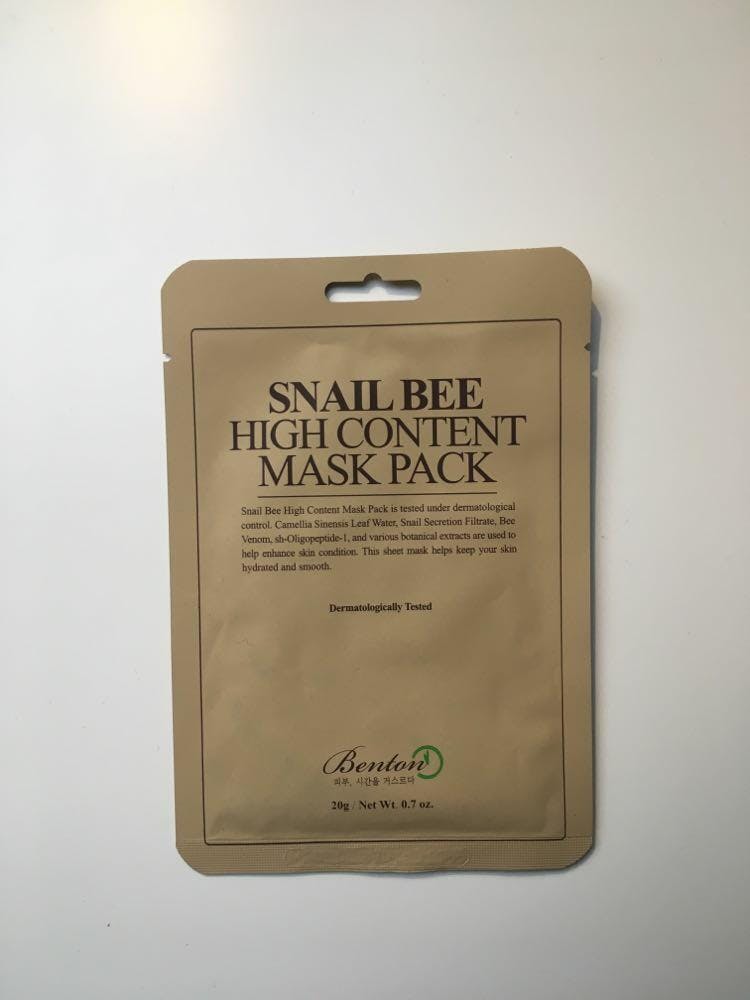 SNAIL BEE
HIGH CONTENT
MASK PACK
Snail Bee High Content Mask Pack is tested under dermatological
control. Camellia Sinensis Leaf Water, Snail Secretion Filtrate, Bee
Venom, sh-Oligopeptide-1, and various botanical extracts are used to
help enhance skin condition. This sheet mask helps keep your skin
hydrated and smooth.
Dermatologically Tested
Benton
피부, 시간을 거스르다
20g / Net Wt. 0.7 oz.